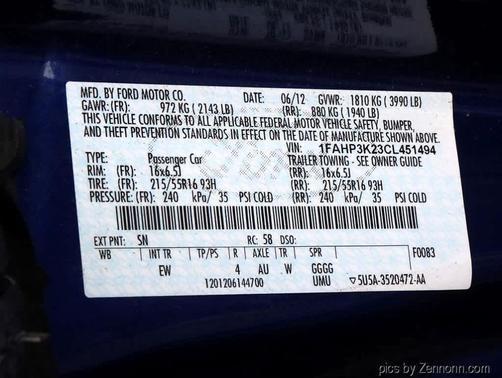 MFD. BY FORD MOTOR CO. DATE: 06/12 GVWR: 1810 KG ( 3990 LB)
GAWR: (FR): 972 KG ( 2143 LB) (RR): 880 KG ( 1940 LB)
THIS VEHICLE CONFORMS TO ALL APPLICABLE FEDERAL MOTOR VEHICLE SAFETY, BUMPER,
AND THEFT PREVENTION STANDARDS IN EFFECT ON THE DATE OF MANUFACTURE SHOWN ABOVE.
VIN: 1FAHP3K23CL451494
TYPE: Passenger Car TRAILER TOWING - SEE OWNER GUIDE
RIM: (FR): 16x6.5J (RR): 16x6.5J
TIRE: (FR): 215/55R16 93H (RR): 215/55R16 93H
PRESSURE: (FR): 240 kPa/ 35 PSI COLD (RR): 240 kPa/ 35 PSI COLD
EXT PNT: SN RC: 58 DSO: F0083
WB INT TR TP/PS R AXLE TR SPR
EW 4 AU W GGGG
1201206144700 UMU ▽5U5A-3520472-AA
pics by Zennonn.com